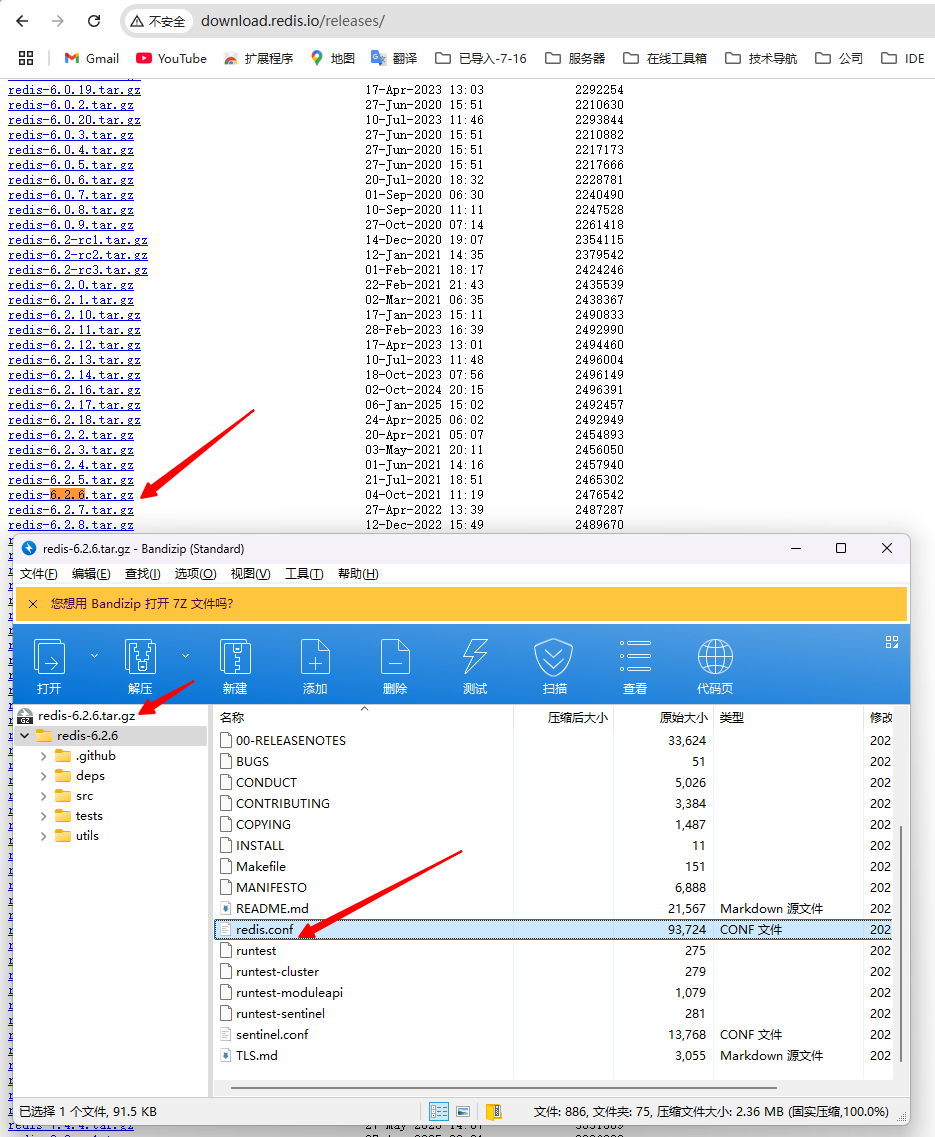 不安全 download.redis.io/releases/
Gmail YouTube 扩展程序 地图 翻译 已导入-7-16 服务器 在线工具箱 技术导航 公司 IDE
redis-6.0.19.tar.gz 17-Apr-2023 13:03 2292254
redis-6.0.2.tar.gz 27-Jun-2020 15:51 2210630
redis-6.0.20.tar.gz 10-Jul-2023 11:46 2293844
redis-6.0.3.tar.gz 27-Jun-2020 15:51 2210882
redis-6.0.4.tar.gz 27-Jun-2020 15:51 2217173
redis-6.0.5.tar.gz 27-Jun-2020 15:51 2217666
redis-6.0.6.tar.gz 20-Jul-2020 18:32 2228781
redis-6.0.7.tar.gz 01-Sep-2020 06:30 2240490
redis-6.0.8.tar.gz 10-Sep-2020 11:11 2247528
redis-6.0.9.tar.gz 27-Oct-2020 07:14 2261418
redis-6.2-rc1.tar.gz 14-Dec-2020 19:07 2354115
redis-6.2-rc2.tar.gz 12-Jan-2021 14:35 2379542
redis-6.2-rc3.tar.gz 01-Feb-2021 18:17 2424246
redis-6.2.0.tar.gz 22-Feb-2021 21:43 2435539
redis-6.2.1.tar.gz 02-Mar-2021 06:35 2438367
redis-6.2.10.tar.gz 17-Jan-2023 15:11 2490833
redis-6.2.11.tar.gz 28-Feb-2023 16:39 2492990
redis-6.2.12.tar.gz 17-Apr-2023 13:01 2494460
redis-6.2.13.tar.gz 10-Jul-2023 11:48 2496004
redis-6.2.14.tar.gz 18-Oct-2023 07:56 2496149
redis-6.2.16.tar.gz 02-Oct-2024 20:15 2496391
redis-6.2.17.tar.gz 06-Jan-2025 15:02 2492457
redis-6.2.18.tar.gz 24-Apr-2025 06:02 2492949
redis-6.2.2.tar.gz 20-Apr-2021 05:07 2454893
redis-6.2.3.tar.gz 03-May-2021 20:11 2456050
redis-6.2.4.tar.gz 01-Jun-2021 14:16 2457940
redis-6.2.5.tar.gz 21-Jul-2021 18:51 2465302
redis-6.2.6.tar.gz 04-Oct-2021 11:19 2476542
redis-6.2.7.tar.gz 27-Apr-2022 13:39 2487287
redis-6.2.8.tar.gz 12-Dec-2022 15:49 2489670
redis-6.2.6.tar.gz - Bandizip (Standard)
文件(F) 编辑(E) 查找(I) 选项(O) 视图(V) 工具(T) 帮助(H)
您想用 Bandizip 打开 7Z 文件吗?
打开 解压 新建 添加 删除 测试 扫描 查看 代码页
redis-6.2.6.tar.gz
redis-6.2.6
.github
deps
src
tests
utils
名称 压缩后大小 原始大小 类型 修改
00-RELEASENOTES 33,624 202
BUGS 51 202
CONDUCT 5,026 202
CONTRIBUTING 3,384 202
COPYING 1,487 202
INSTALL 11 202
Makefile 151 202
MANIFESTO 6,888 202
README.md 21,567 Markdown 源文件 202
redis.conf 93,724 CONF 文件 202
runtest 275 202
runtest-cluster 279 202
runtest-moduleapi 1,079 202
runtest-sentinel 281 202
sentinel.conf 13,768 CONF 文件 202
TLS.md 3,055 Markdown 源文件 202
已选择 1 个文件, 91.5 KB 文件: 886, 文件夹: 75, 压缩文件大小: 2.36 MB (固实压缩,100.0%)